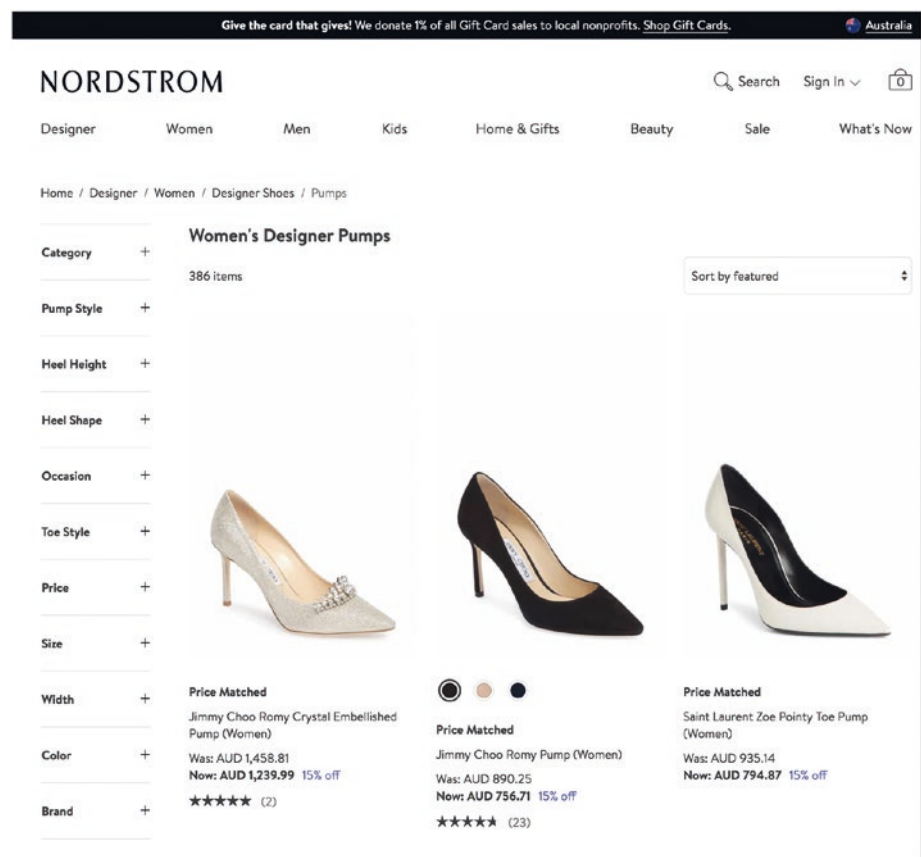 Give the card that gives! We donate 1% of all Gift Card sales to local nonprofits. Shop Gift Cards. Australia
NORDSTROM
Search Sign In 0
Designer Women Men Kids Home & Gifts Beauty Sale What's Now
Home / Designer / Women / Designer Shoes / Pumps
Category +
Pump Style +
Heel Height +
Heel Shape +
Occasion +
Toe Style +
Price +
Size +
Width +
Color +
Brand +
Women's Designer Pumps
386 items
Sort by featured
JIMMY CHOO
Price Matched
Jimmy Choo Romy Crystal Embellished
Pump (Women)
Was: AUD 1,458.81
Now: AUD 1,239.99 15% off
★★★★★ (2)
JIMMY CHOO
Price Matched
Jimmy Choo Romy Pump (Women)
Was: AUD 890.25
Now: AUD 756.71 15% off
(23)
SAINT LAURENT
Price Matched
Saint Laurent Zoe Pointy Toe Pump
(Women)
Was: AUD 935.14
Now: AUD 794.87 15% off